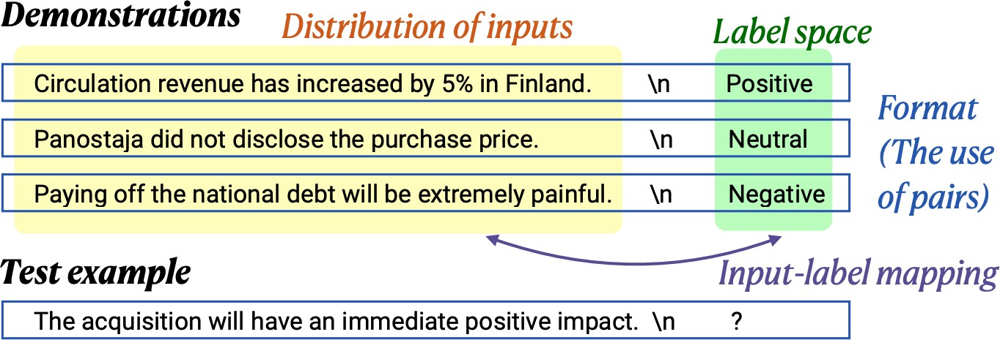 Demonstrations
Distribution of inputs
Label space
Circulation revenue has increased by 5% in Finland. \n Positive
Panostaja did not disclose the purchase price. \n Neutral
Paying off the national debt will be extremely painful. \n Negative
Format
(The use
of pairs)
Input-label mapping
Test example
The acquisition will have an immediate positive impact. \n ?